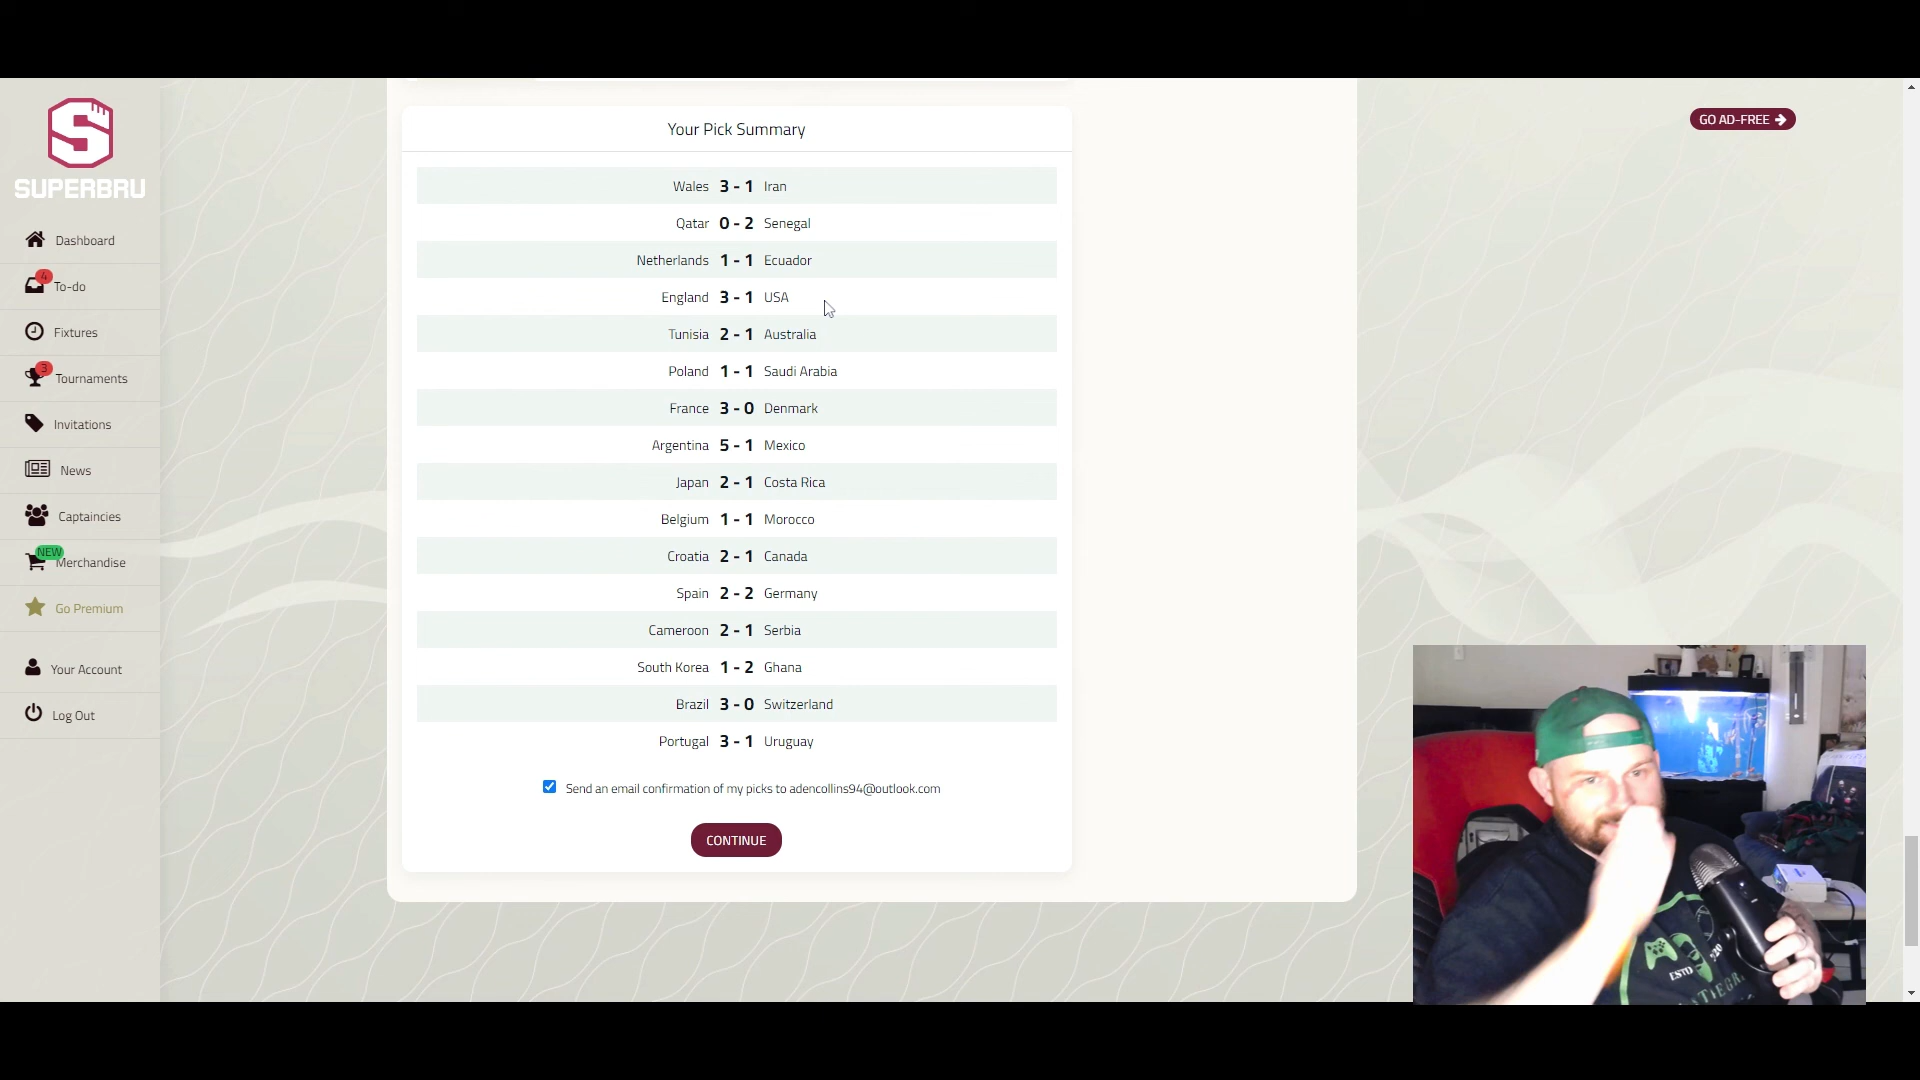 SUPERBRU
Dashboard
4
To-do
Fixtures
3
Tournaments
Invitations
News
Captaincies
NEW
Merchandise
Go Premium
Your Account
Log Out
GO AD-FREE
Your Pick Summary
Wales 3 - 1 Iran
Qatar 0 - 2 Senegal
Netherlands 1 - 1 Ecuador
England 3 - 1 USA
Tunisia 2 - 1 Australia
Poland 1 - 1 Saudi Arabia
France 3 - 0 Denmark
Argentina 5 - 1 Mexico
Japan 2 - 1 Costa Rica
Belgium 1 - 1 Morocco
Croatia 2 - 1 Canada
Spain 2 - 2 Germany
Cameroon 2 - 1 Serbia
South Korea 1 - 2 Ghana
Brazil 3 - 0 Switzerland
Portugal 3 - 1 Uruguay
Send an email confirmation of my picks to adencollins94@outlook.com
CONTINUE
ESTD